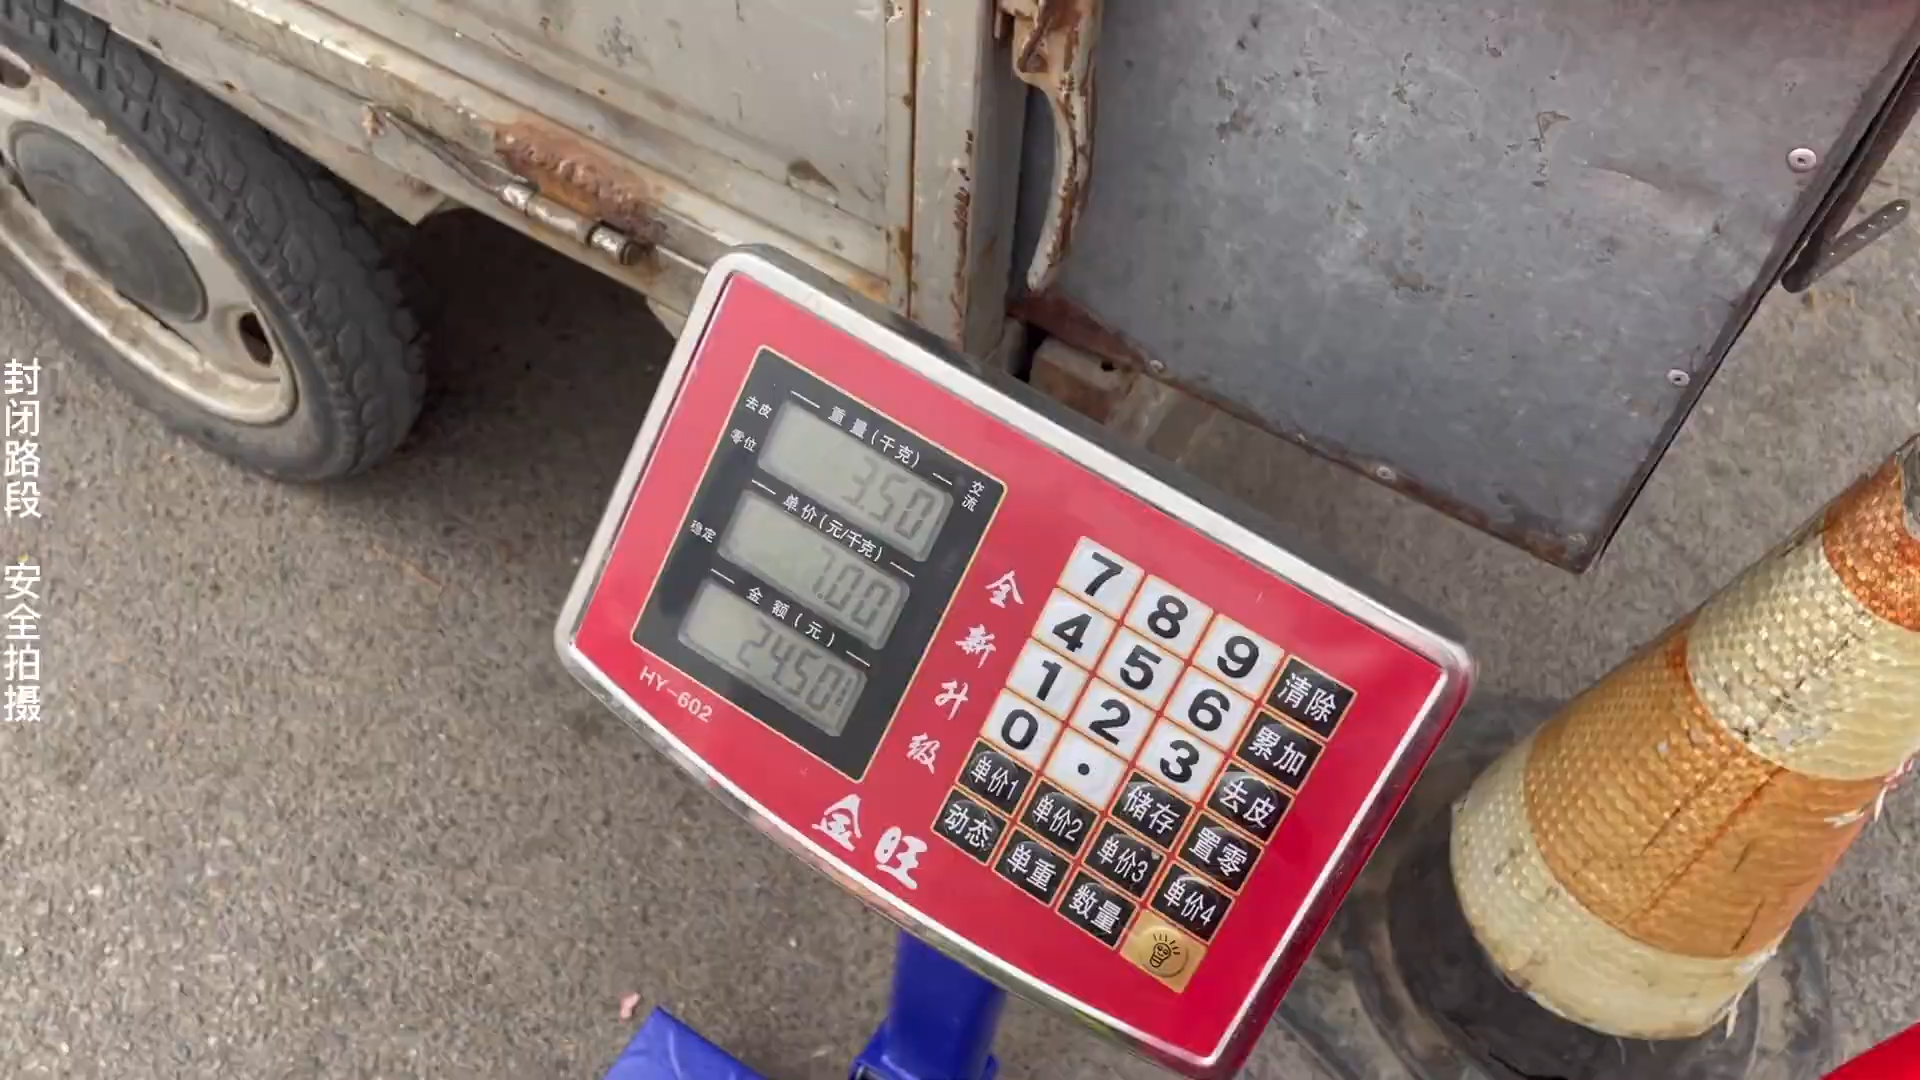 封闭路段 安全拍摄
去皮
重量(千克)
零位
交流
3.50
单价(元/千克)
稳定
7.00
金额(元)
24.50
HY-602
全新升级
金旺
7 8 9 清除
4 5 6 累加
1 2 3 去皮
0 . 储存 置零
单价1 单价2 单价3 单价4
动态 单重 数量